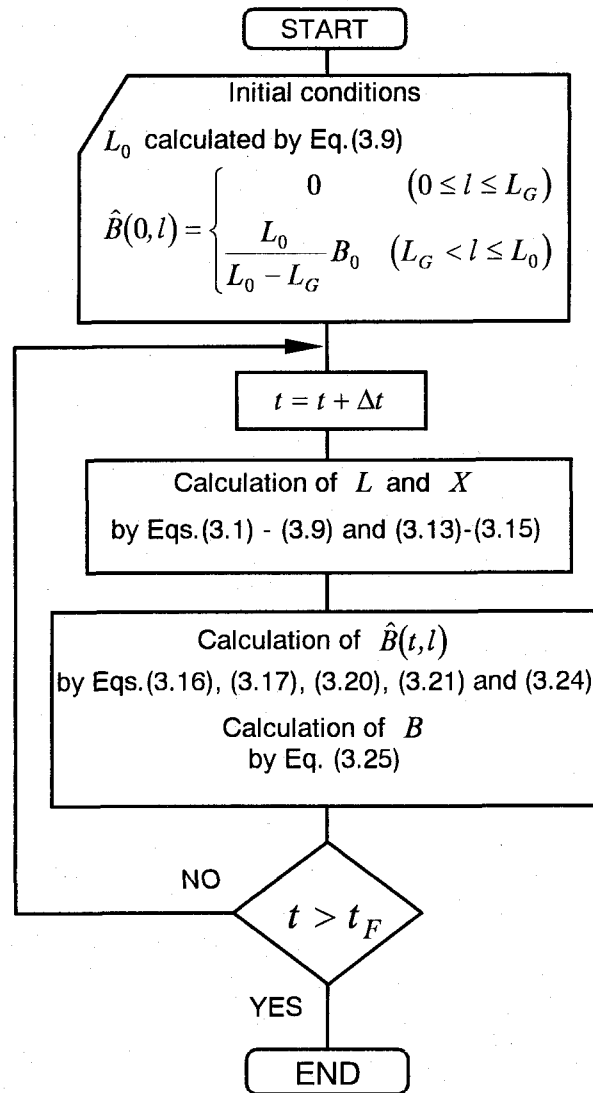 START
Initial conditions
L₀ calculated by Eq.(3.9)
0 (0 ≤ l ≤ L_G)
B̂(0,l) = {
L₀/(L₀ − L_G) B₀ (L_G < l ≤ L₀)
t = t + Δt
Calculation of L and X
by Eqs.(3.1) - (3.9) and (3.13)-(3.15)
Calculation of B̂(t,l)
by Eqs.(3.16), (3.17), (3.20), (3.21) and (3.24)
Calculation of B
by Eq. (3.25)
NO
t > t_F
YES
END